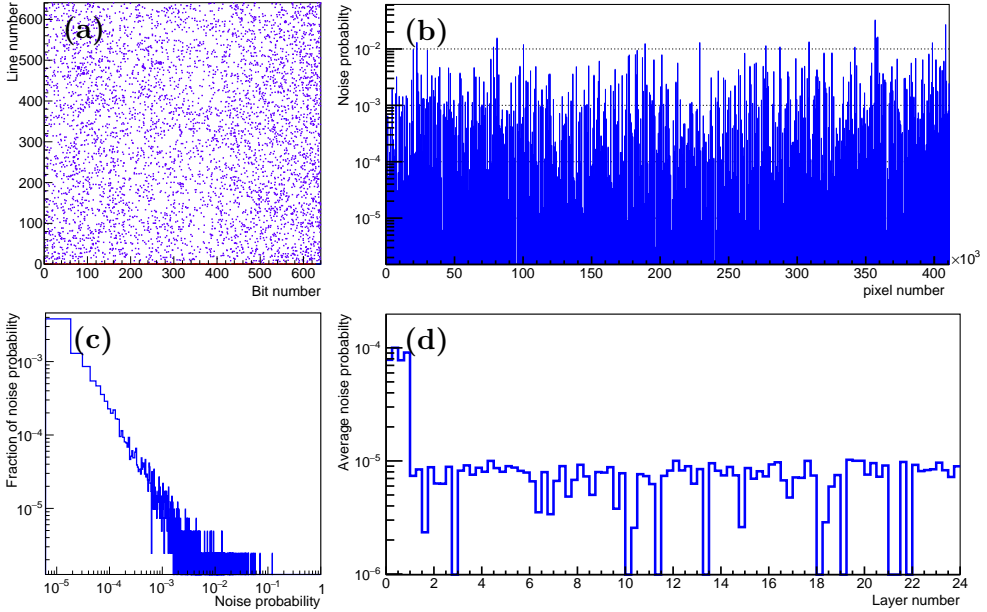 (a)
Line number
600
500
400
300
200
100
0
0 100 200 300 400 500 600
Bit number
(b)
Noise probability
10⁻²
10⁻³
10⁻⁴
10⁻⁵
0 50 100 150 200 250 300 350 400 ×10³
pixel number
(c)
Fraction of noise probability
10⁻³
10⁻⁴
10⁻⁵
10⁻⁵ 10⁻⁴ 10⁻³ 10⁻² 10⁻¹ 1
Noise probability
(d)
Average noise probabilty
10⁻⁴
10⁻⁵
10⁻⁶
0 2 4 6 8 10 12 14 16 18 20 22 24
Layer number